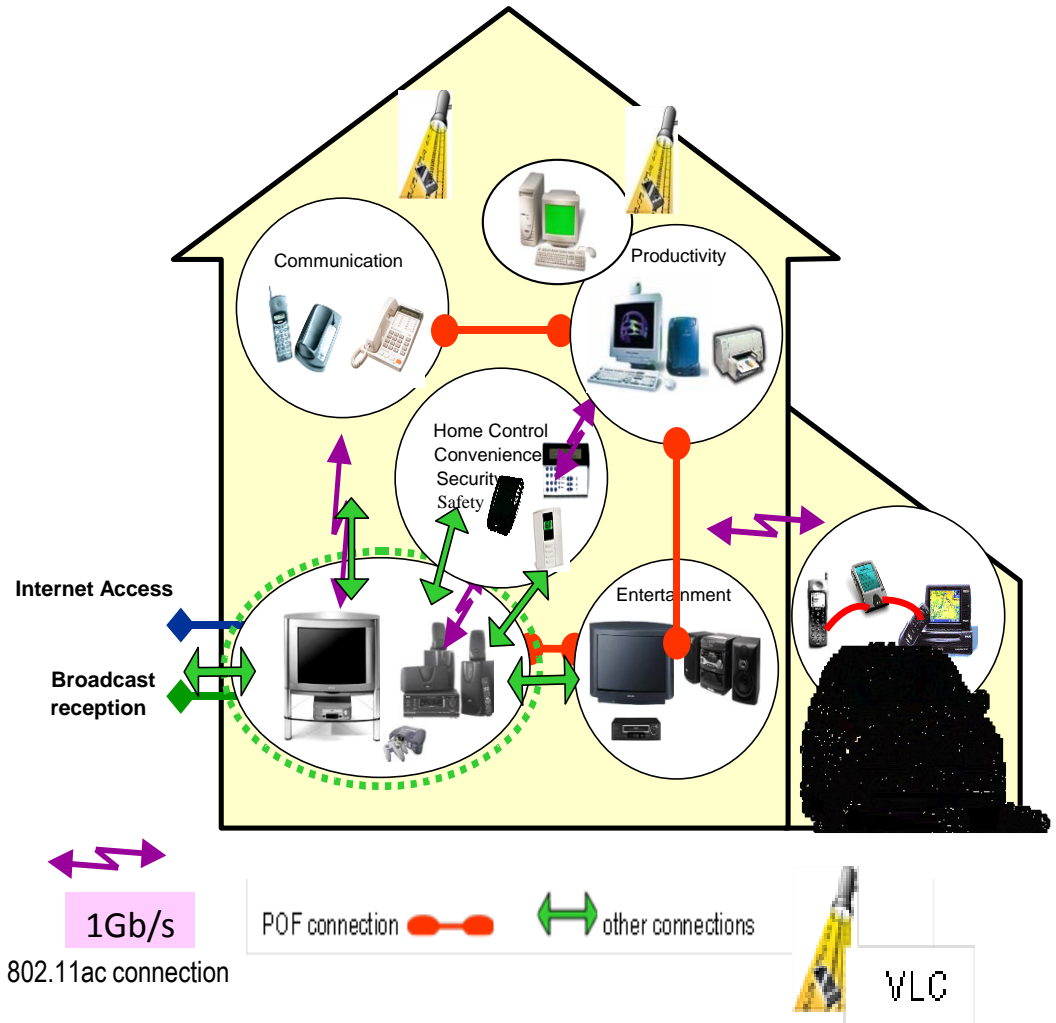 Communication
Productivity
Home Control
Convenience
Security
Safety
Internet Access
Entertainment
Broadcast
reception
1Gb/s
802.11ac connection
POF connection
other connections
VLC